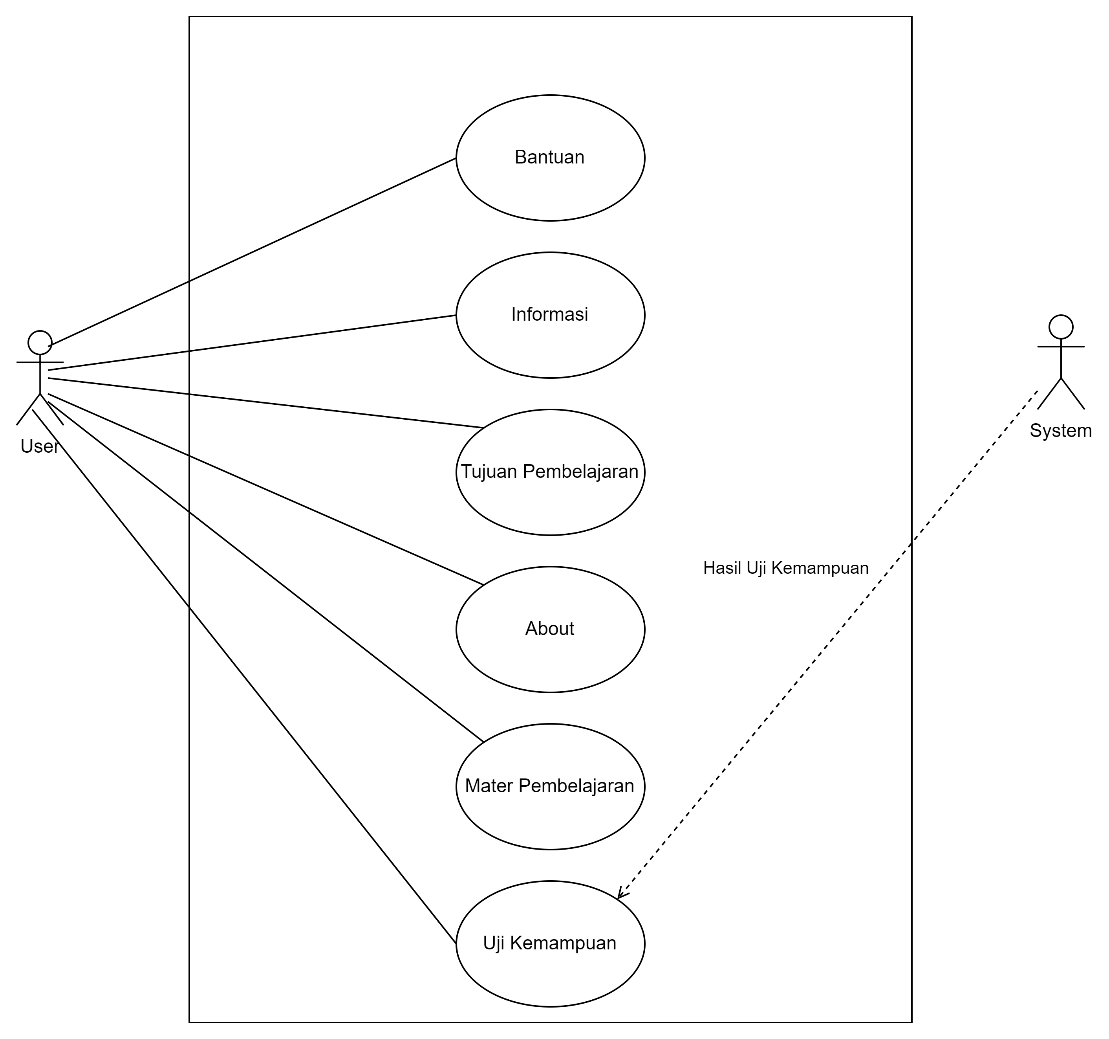 Bantuan
Informasi
User
System
Tujuan Pembelajaran
Hasil Uji Kemampuan
About
Mater Pembelajaran
Uji Kemampuan